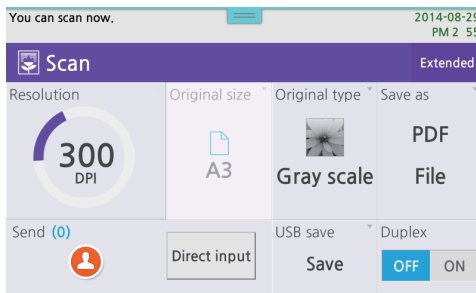 You can scan now.
2014-08-29
PM 2 55
Scan
Extended
Resolution
300
DPI
Original size
A3
Original type
Gray scale
Save as
PDF
File
Send (0)
Direct input
USB save
Save
Duplex
OFF ON